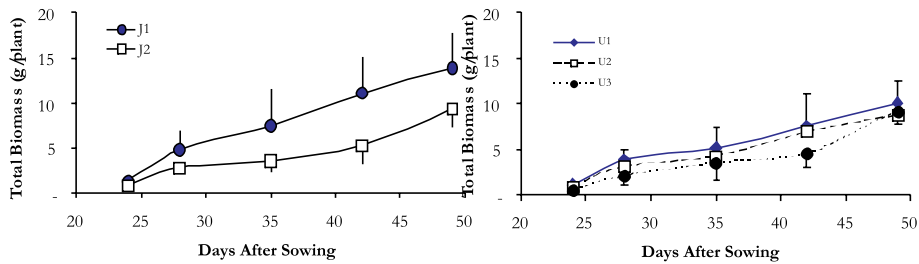 Total Biomass (g/plant)
20
15
10
5
-
J1
J2
20 25 30 35 40 45 50
Days After Sowing
Total Biomass (g/plant)
20
15
10
5
-
U1
U2
U3
20 25 30 35 40 45 50
Days After Sowing